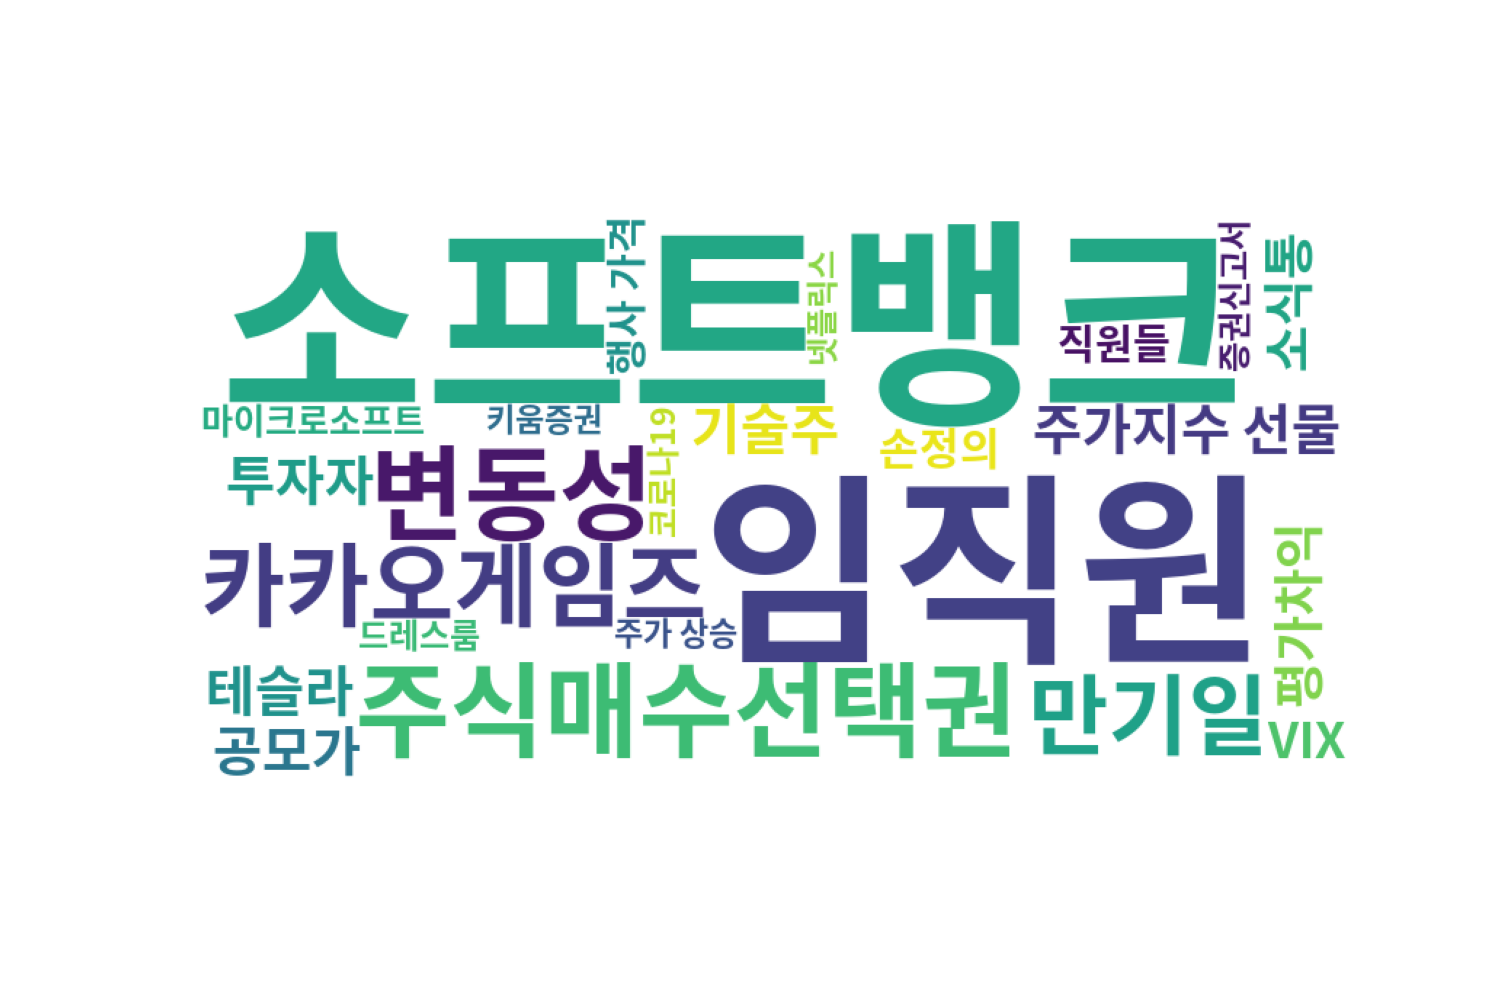 소프트뱅크
행사 가격
넷플릭스
직원들
증권신고서
소식통
마이크로소프트
키움증권
코로나19
기술주
손정의
주가지수 선물
투자자
변동성
임직원
카카오게임즈
평가차익
드레스룸
주가 상승
테슬라
주식매수선택권
만기일
공모가
VIX